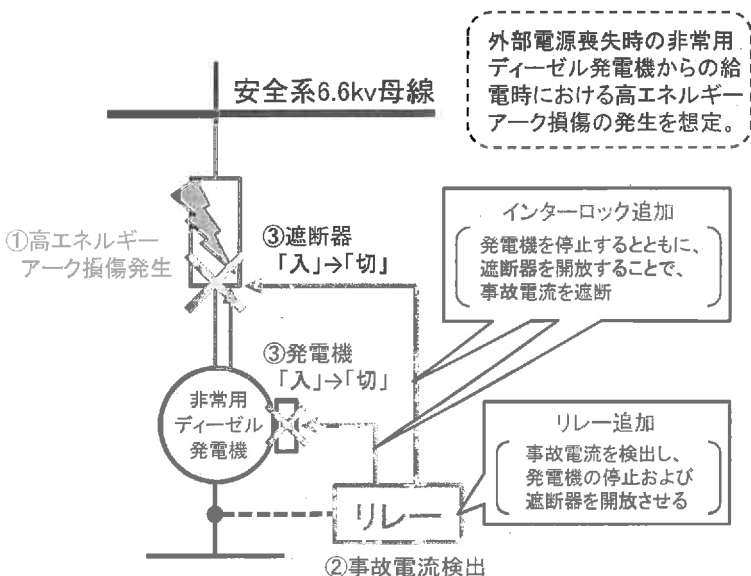 外部電源喪失時の非常用
ディーゼル発電機からの給
電時における高エネルギー
アーク損傷の発生を想定。
安全系6.6kv母線
①高エネルギー
アーク損傷発生
③遮断器
「入」→「切」
インターロック追加
発電機を停止するとともに、
遮断器を開放することで、
事故電流を遮断
③発電機
「入」→「切」
非常用
ディーゼル
発電機
リレー追加
事故電流を検出し、
発電機の停止および
遮断器を開放させる
リレー
②事故電流検出